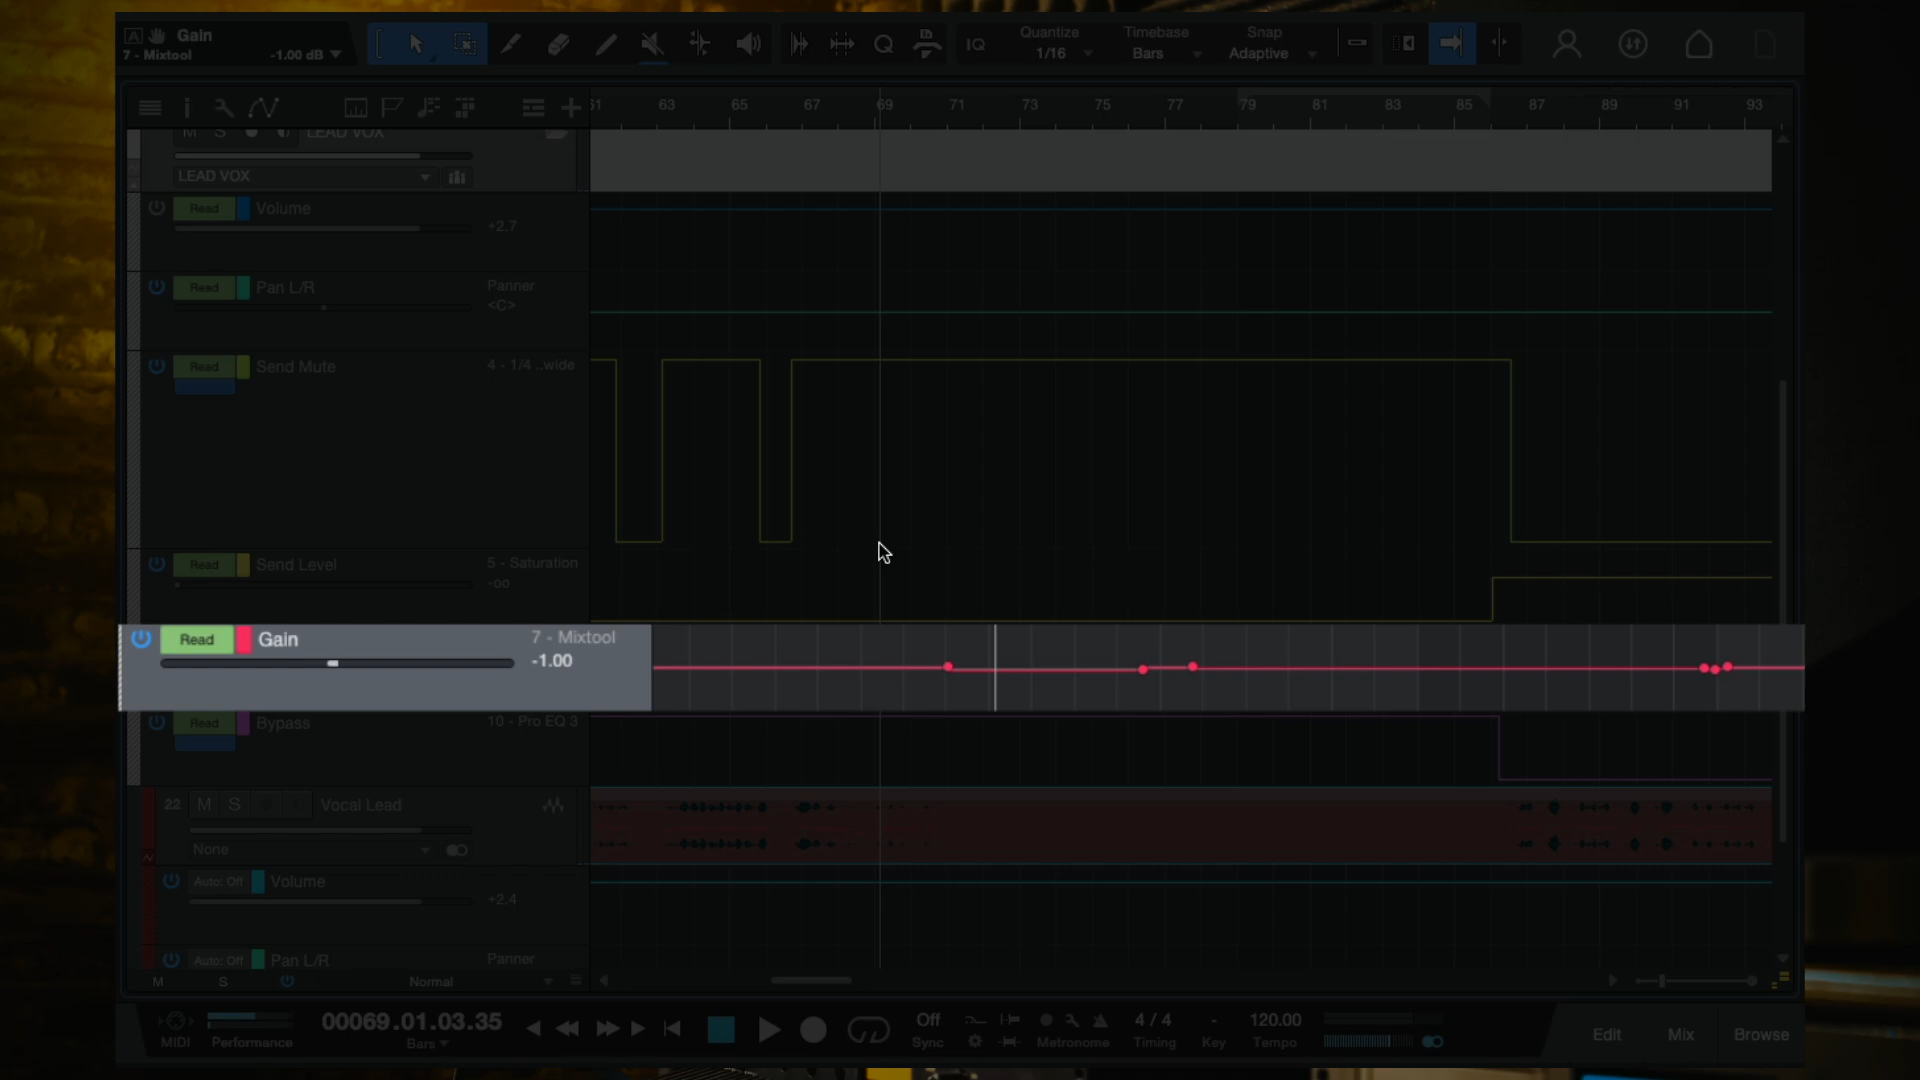 A Gain
7 - Mixtool -1.00 dB
IQ
Quantize
1/16
Timebase
Bars
Snap
Adaptive
61 63 65 67 69 71 73 75 77 79 81 83 85 87 89 91 93
M S LEAD VOX
LEAD VOX
Read Volume
+2.7
Read Pan L/R Panner
<C>
Read Send Mute 4 - 1/4 ..wide
Read Send Level 5 - Saturation
-oo
Read Gain 7 - Mixtool
-1.00
Read Bypass 10 - Pro EQ 3
22 M S Vocal Lead
None
Auto: Off Volume
+2.4
Auto: Off Pan L/R Panner
M S Normal
MIDI
Performance
00069.01.03.35
Bars
Off
Sync
Metronome
4 / 4
Timing
-
Key
120.00
Tempo
Edit Mix Browse